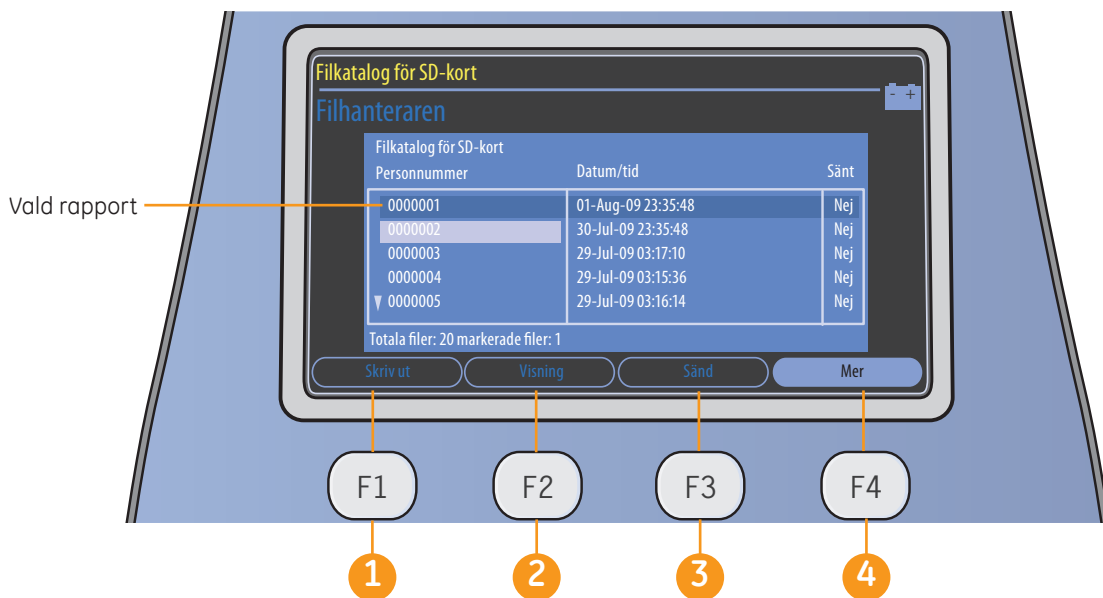 Filkatalog för SD-kort
- +
Filhanteraren
Filkatalog för SD-kort
Personnummer Datum/tid Sänt
Vald rapport
0000001 01-Aug-09 23:35:48 Nej
0000002 30-Jul-09 23:35:48 Nej
0000003 29-Jul-09 03:17:10 Nej
0000004 29-Jul-09 03:15:36 Nej
0000005 29-Jul-09 03:16:14 Nej
Totala filer: 20 markerade filer: 1
Skriv ut Visning Sänd Mer
F1 F2 F3 F4
1 2 3 4